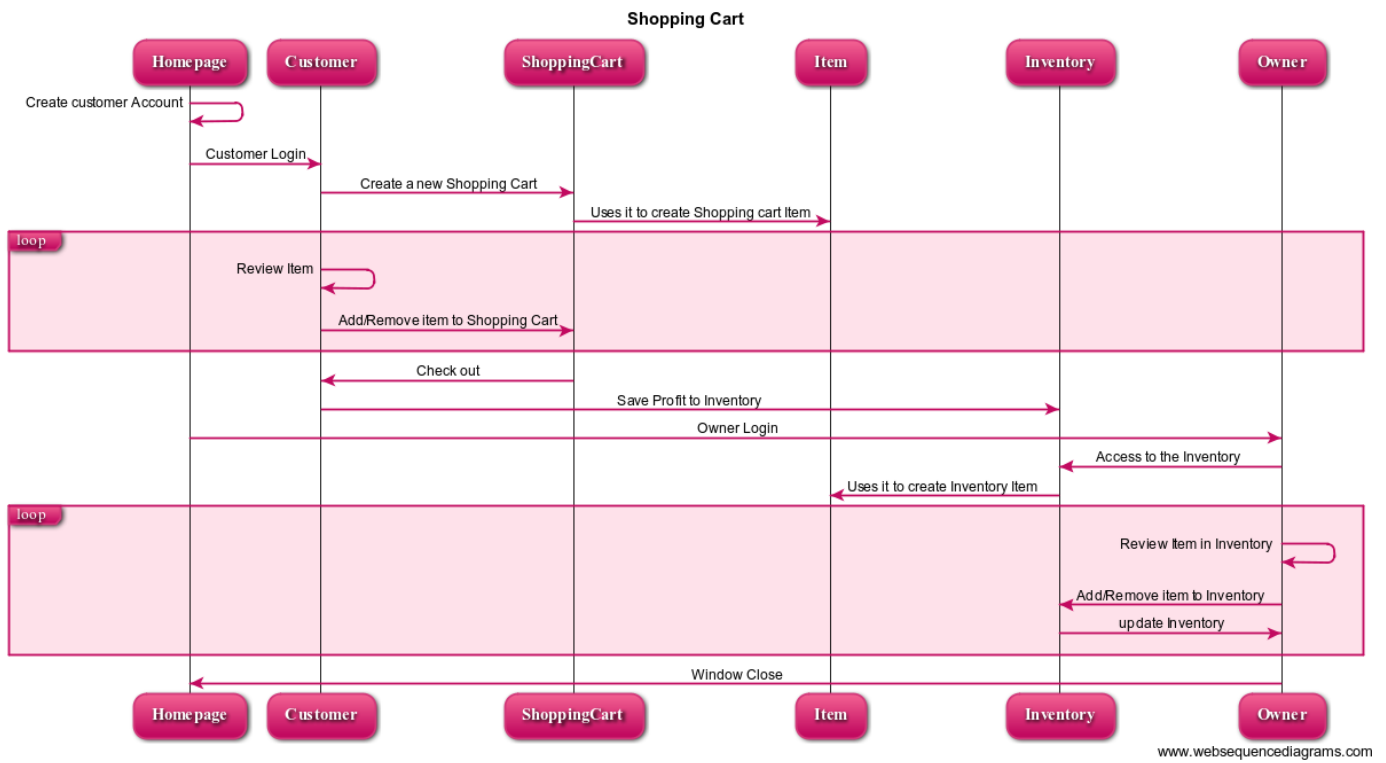 Shopping Cart
Homepage Customer ShoppingCart Item Inventory Owner
Create customer Account
Customer Login
Create a new Shopping Cart
Uses it to create Shopping cart Item
loop
Review Item
Add/Remove item to Shopping Cart
Check out
Save Profit to Inventory
Owner Login
Access to the Inventory
Uses it to create Inventory Item
loop
Review Item in Inventory
Add/Remove item to Inventory
update Inventory
Window Close
Homepage Customer ShoppingCart Item Inventory Owner
www.websequencediagrams.com